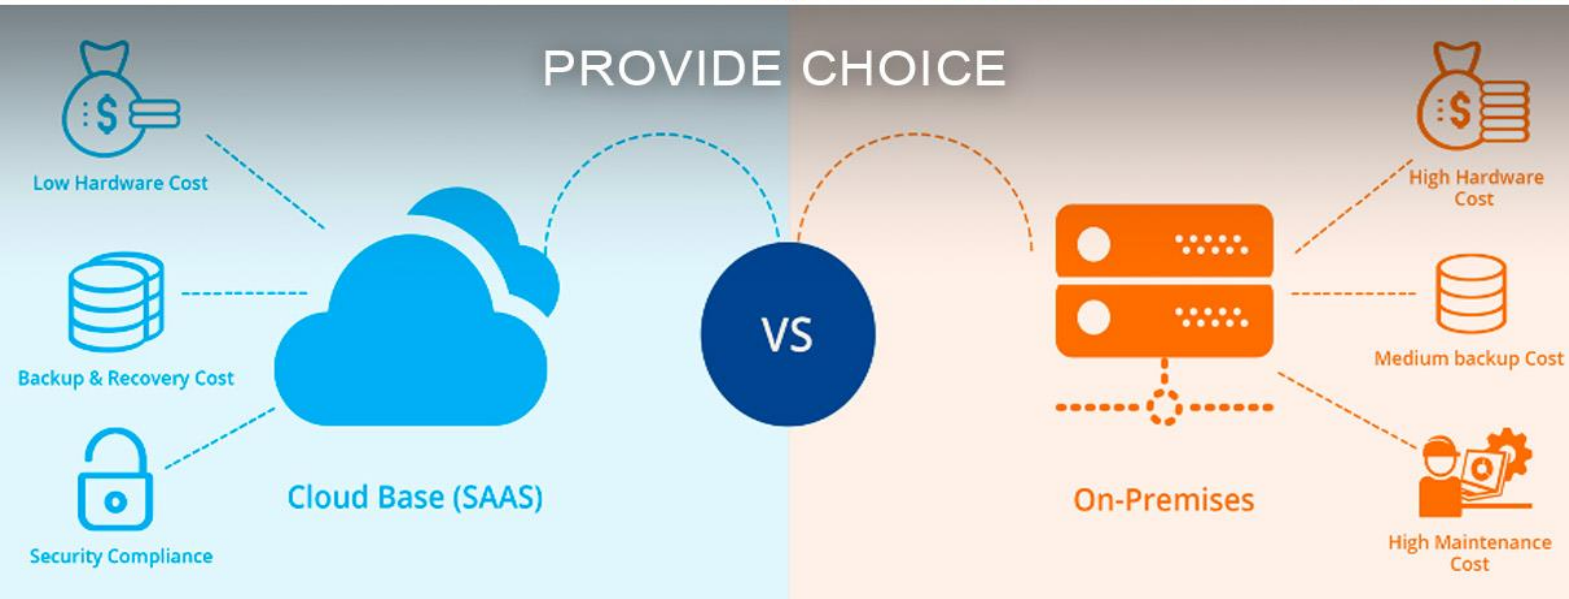 PROVIDE CHOICE
Low Hardware Cost
Backup & Recovery Cost
Security Compliance
Cloud Base (SAAS)
VS
On-Premises
High Hardware
Cost
Medium backup Cost
High Maintenance
Cost